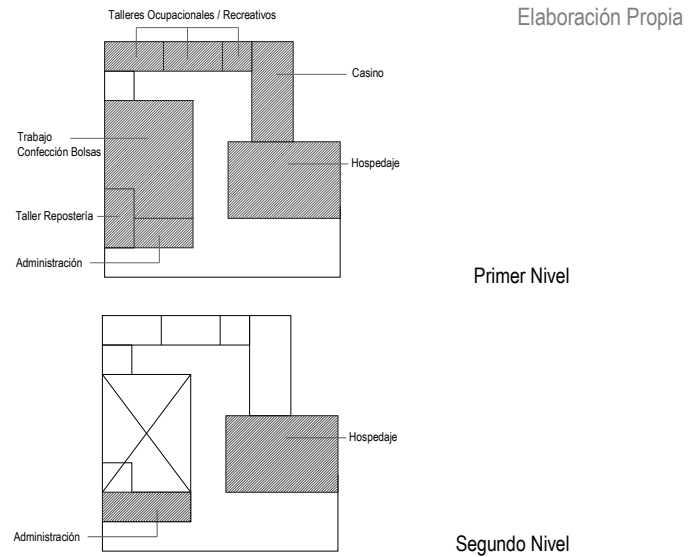 Elaboración Propia
Talleres Ocupacionales / Recreativos
Casino
Trabajo
Confección Bolsas
Hospedaje
Taller Repostería
Administración
Primer Nivel
Hospedaje
Administración
Segundo Nivel